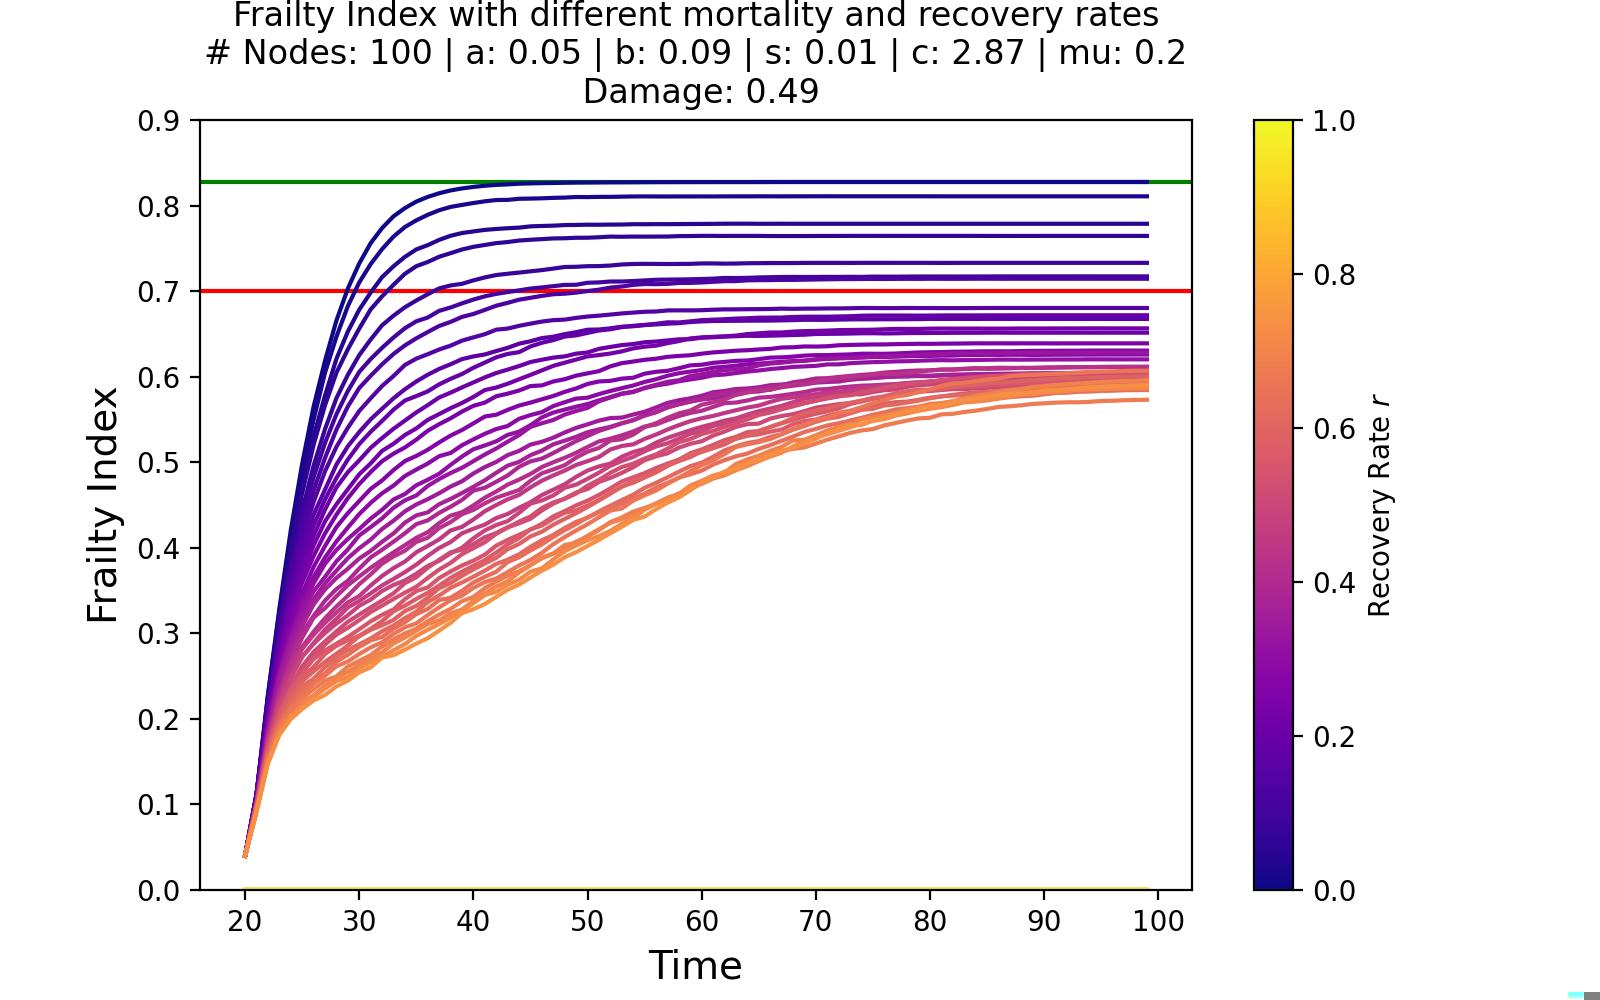 Frailty Index with different mortality and recovery rates
# Nodes: 100 | a: 0.05 | b: 0.09 | s: 0.01 | c: 2.87 | mu: 0.2
Damage: 0.49
0.9
0.8
0.7
0.6
0.5
0.4
0.3
0.2
0.1
0.0
Frailty Index
20 30 40 50 60 70 80 90 100
Time
1.0
0.8
0.6
0.4
0.2
0.0
Recovery Rate r